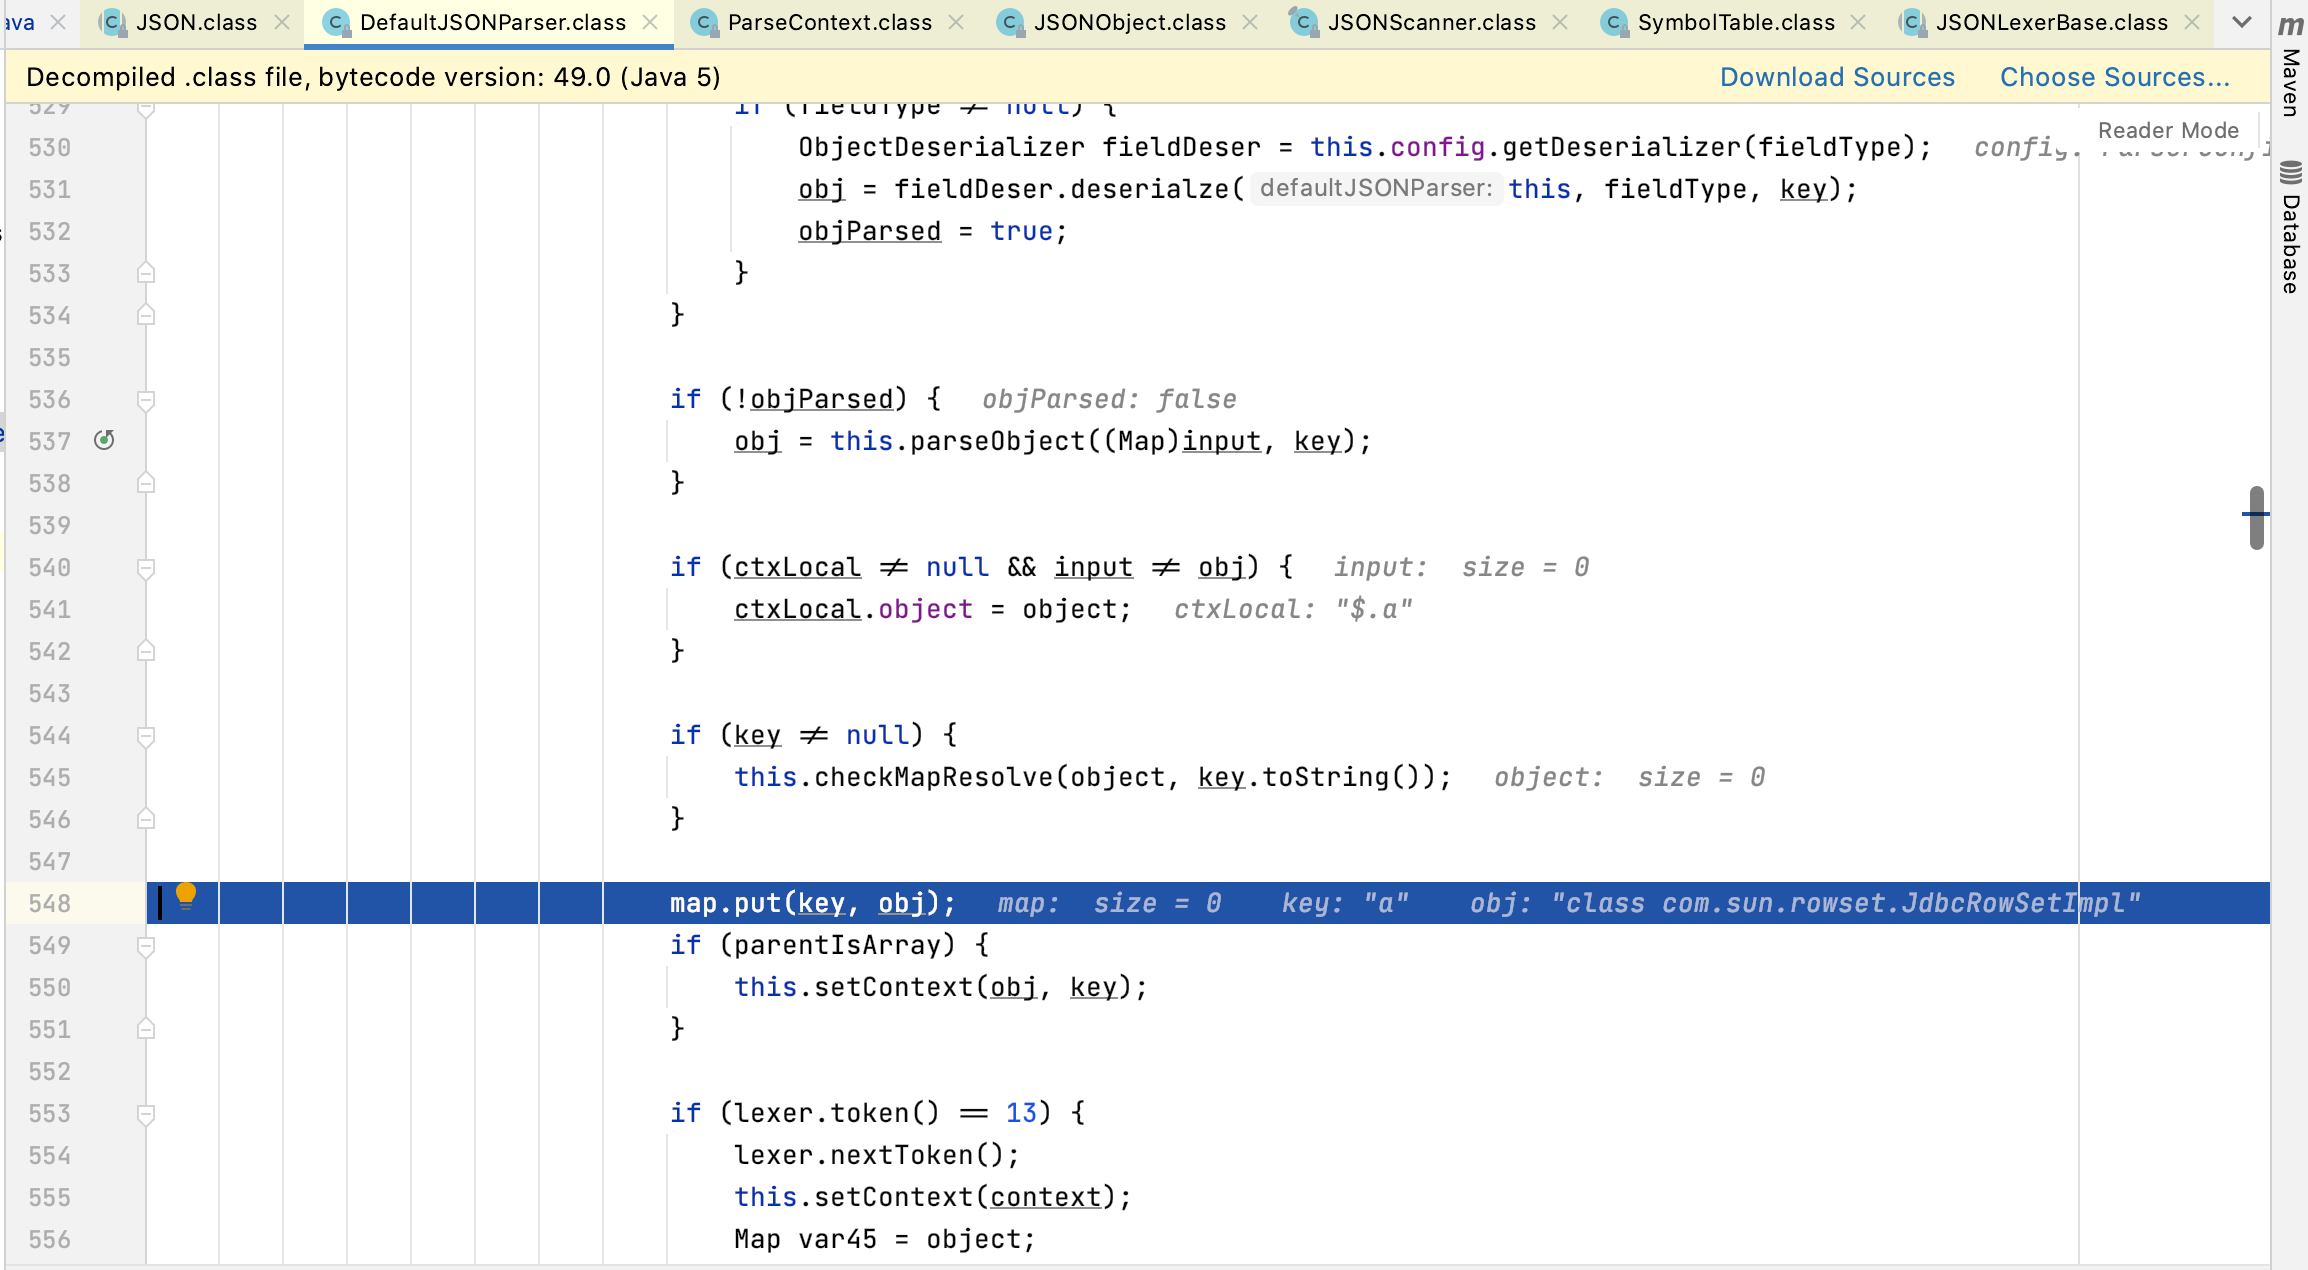 ava JSON.class DefaultJSONParser.class ParseContext.class JSONObject.class JSONScanner.class SymbolTable.class JSONLexerBase.class m
Decompiled .class file, bytecode version: 49.0 (Java 5) Download Sources Choose Sources...
Maven
Database
Reader Mode
529 if (fieldType ≠ null) {
530 ObjectDeserializer fieldDeser = this.config.getDeserializer(fieldType); config:
531 obj = fieldDeser.deserialze( defaultJSONParser: this, fieldType, key);
532 objParsed = true;
533 }
534 }
535
536 if (!objParsed) { objParsed: false
537 obj = this.parseObject((Map)input, key);
538 }
539
540 if (ctxLocal ≠ null && input ≠ obj) { input: size = 0
541 ctxLocal.object = object; ctxLocal: "$.a"
542 }
543
544 if (key ≠ null) {
545 this.checkMapResolve(object, key.toString()); object: size = 0
546 }
547
548 map.put(key, obj); map: size = 0 key: "a" obj: "class com.sun.rowset.JdbcRowSetImpl"
549 if (parentIsArray) {
550 this.setContext(obj, key);
551 }
552
553 if (lexer.token() == 13) {
554 lexer.nextToken();
555 this.setContext(context);
556 Map var45 = object;